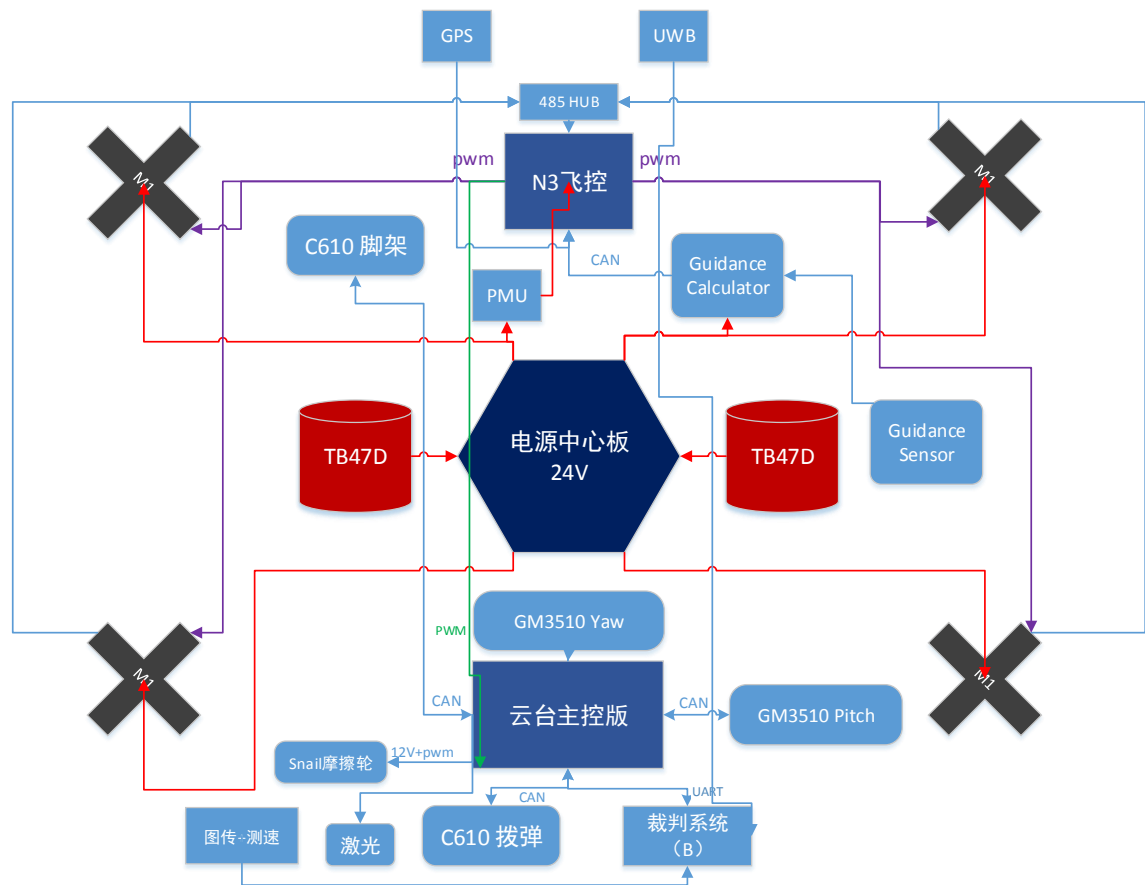 GPS
UWB
485 HUB
M1
pwm
N3飞控
pwm
M1
C610 脚架
CAN
Guidance
Calculator
PMU
TB47D
电源中心板
24V
TB47D
Guidance
Sensor
GM3510 Yaw
PWM
M1
M1
CAN
云台主控版
CAN
GM3510 Pitch
Snail摩擦轮
12V+pwm
CAN
UART
图传--测速
激光
C610 拨弹
裁判系统
（B）